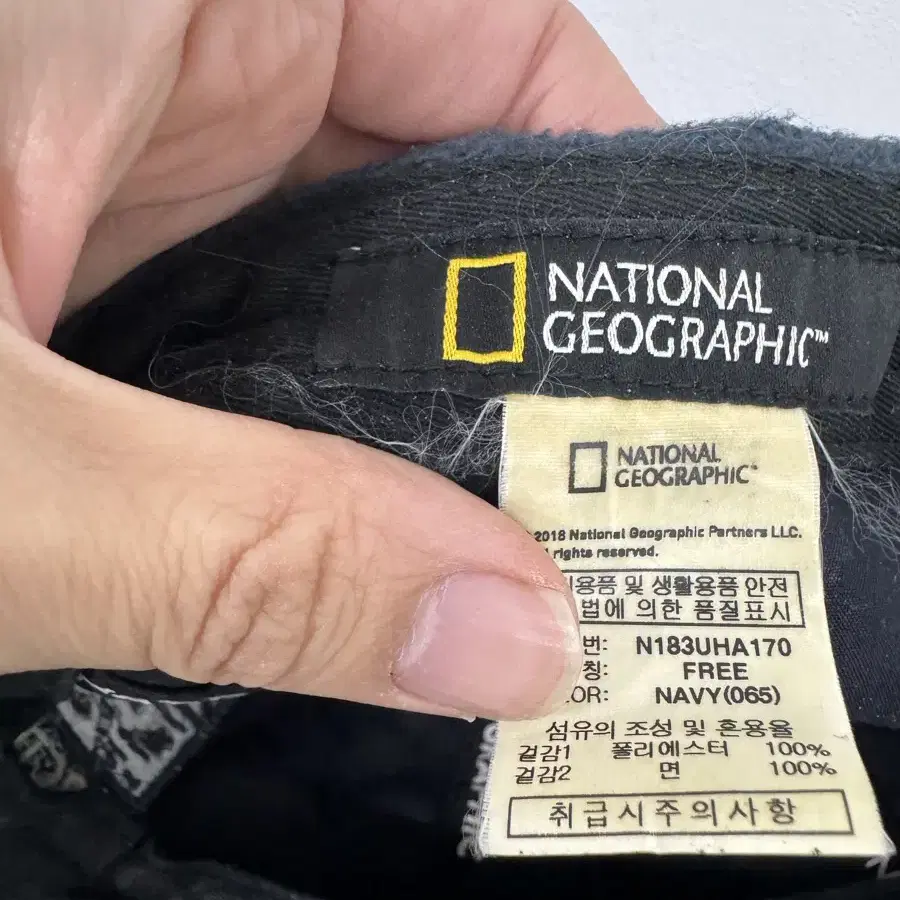 NATIONAL
GEOGRAPHIC™
NATIONAL
GEOGRAPHIC
2018 National Geographic Partners LLC.
rights reserved.
용품 및 생활용품 안전
법에 의한 품질표시
번: N183UHA170
칭: FREE
OR: NAVY(065)
섬유의 조성 및 혼용율
겉감1 폴리에스터 100%
겉감2 면 100%
취급시주의사항